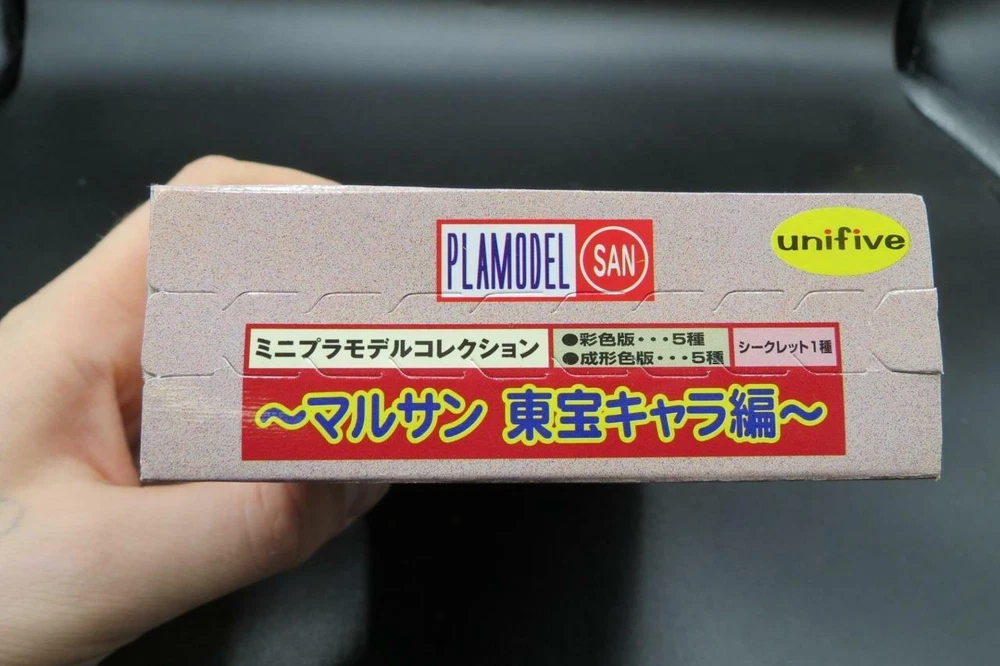 PLAMODEL SAN
unifive
ミニプラモデルコレクション
●彩色版・・・5種
●成形色版・・・5種
シークレット1種
～マルサン 東宝キャラ編～